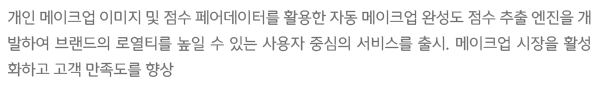 개인 메이크업 이미지 및 점수 페어데이터를 활용한 자동 메이크업 완성도 점수 추출 엔진을 개
발하여 브랜드의 로열티를 높일 수 있는 사용자 중심의 서비스를 출시. 메이크업 시장을 활성
화하고 고객 만족도를 향상